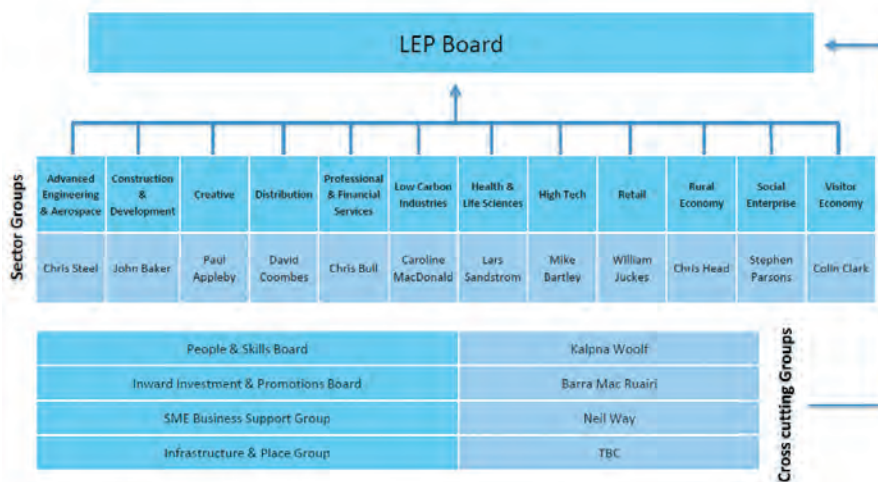 LEP Board
Sector Groups
Advanced
Engineering
& Aerospace
Construction
&
Development
Creative
Distribution
Professional
& Financial
Services
Low Carbon
Industries
Health &
Life Sciences
High Tech
Retail
Rural
Economy
Social
Enterprise
Visitor
Economy
Chris Steel
John Baker
Paul
Appleby
David
Coombes
Chris Bull
Caroline
MacDonald
Lars
Sandstrom
Mike
Bartley
William
Juckes
Chris Head
Stephen
Parsons
Colin Clark
People & Skills Board
Kalpna Woolf
Inward Investment & Promotions Board
Barra Mac Ruairi
SME Business Support Group
Neil Way
Infrastructure & Place Group
TBC
Cross cutting Groups